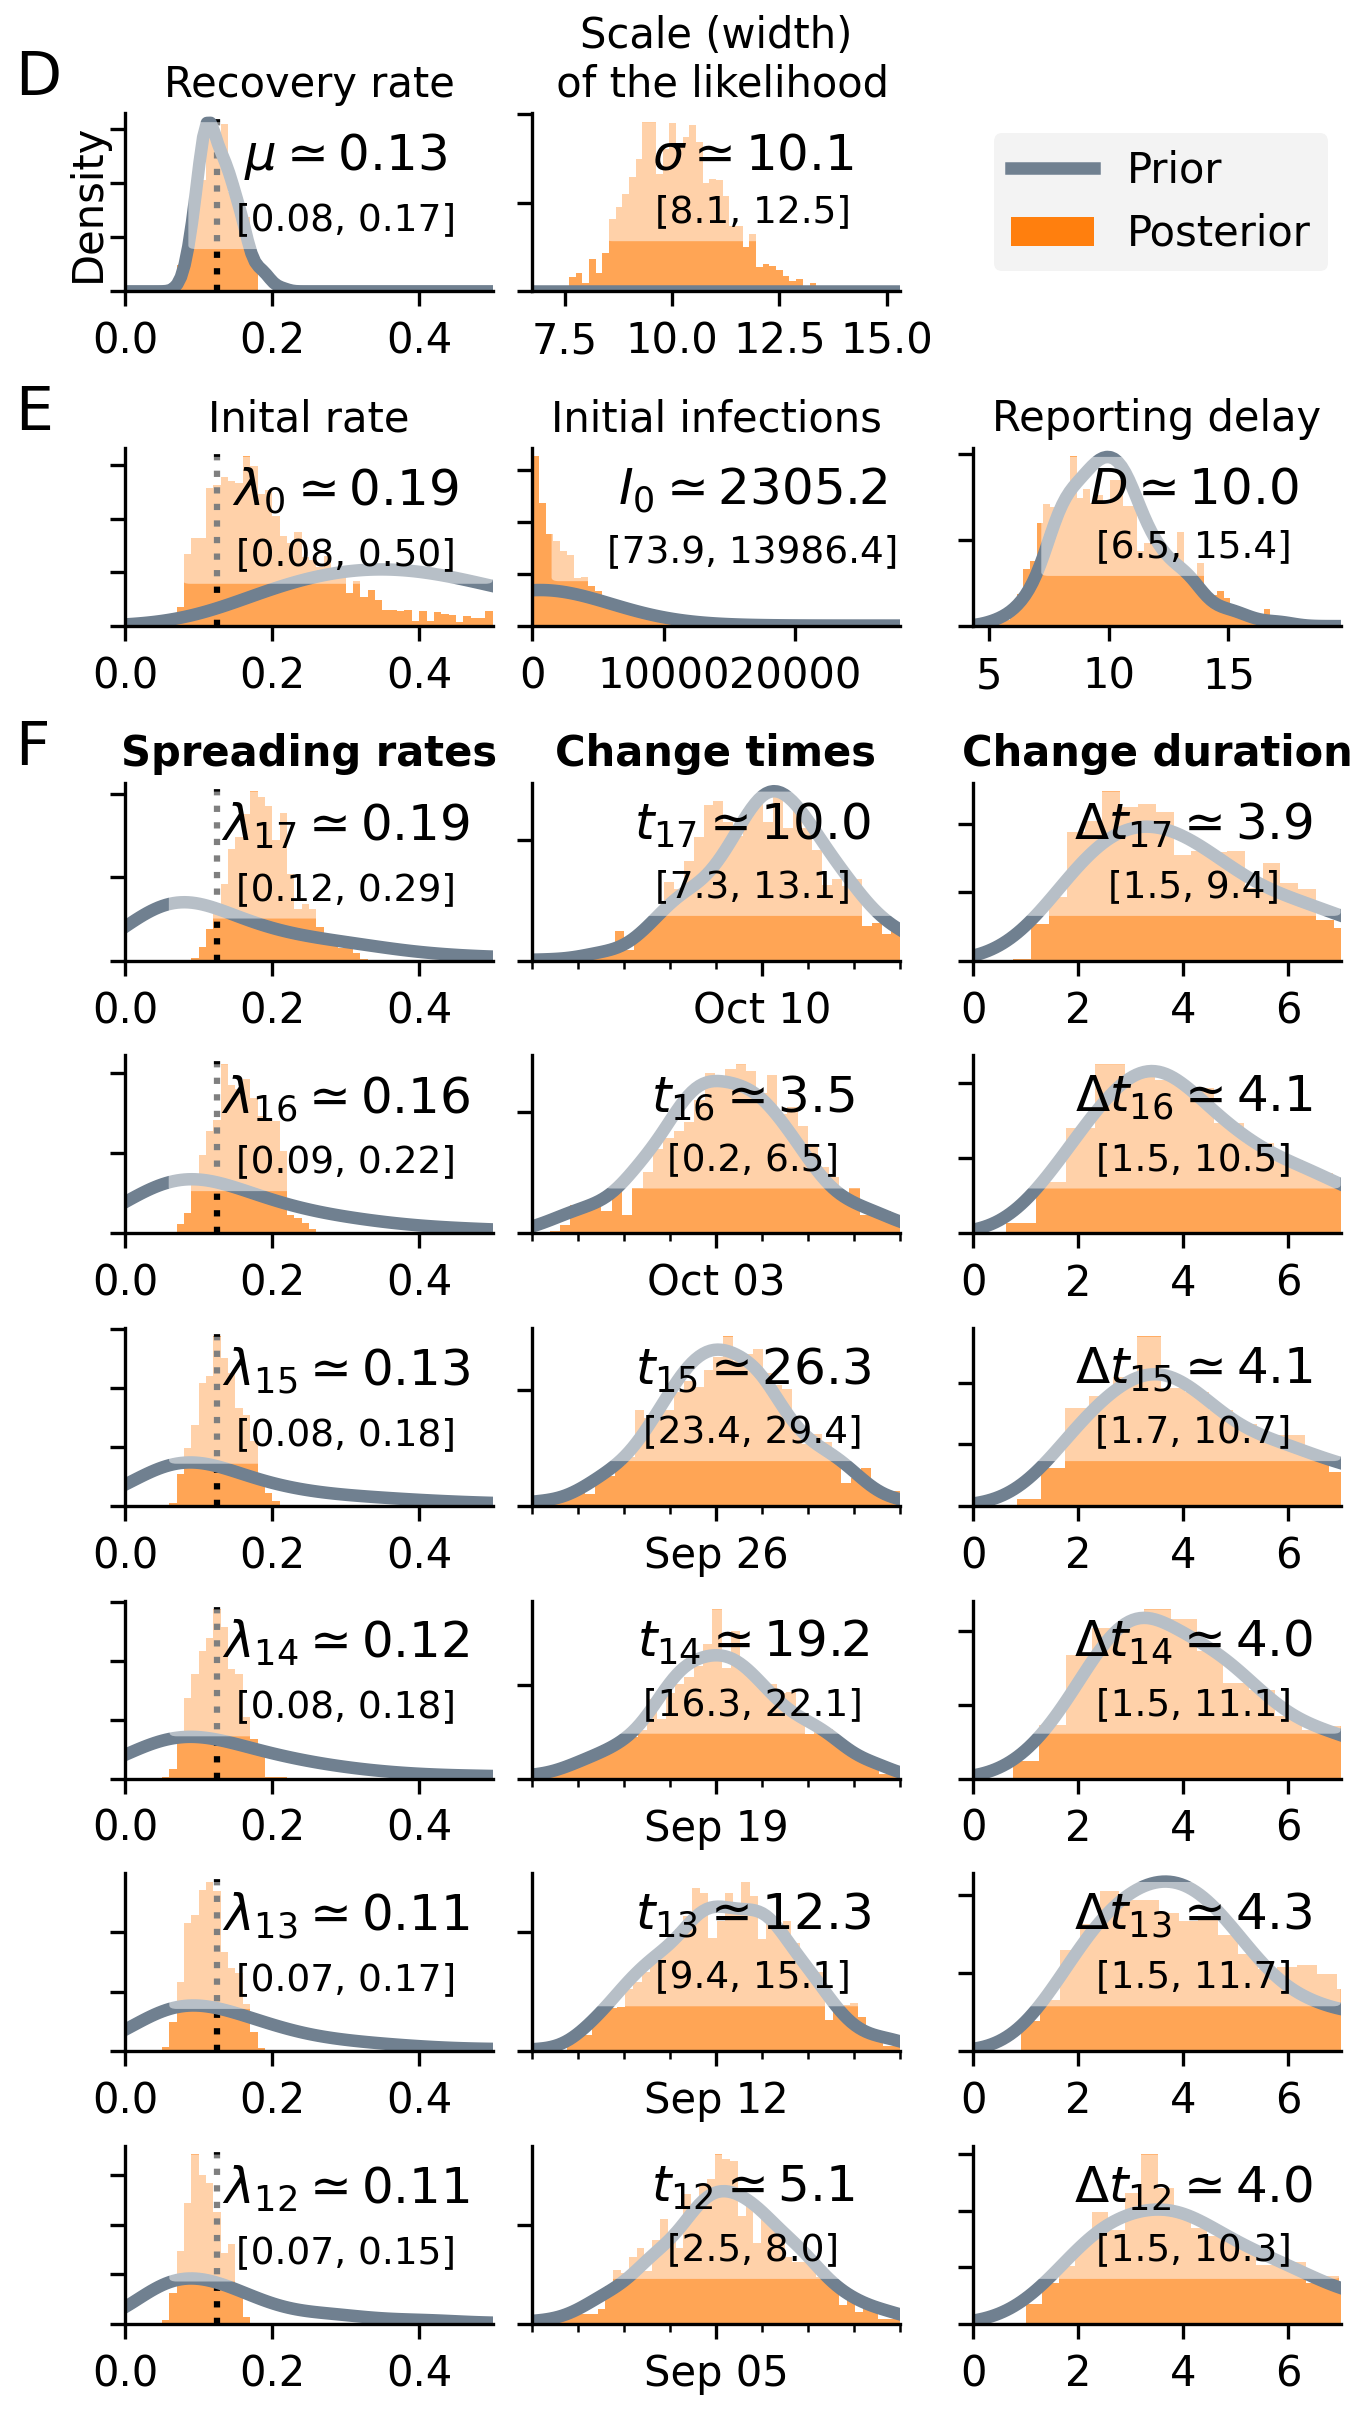 D
Recovery rate
Scale (width)
of the likelihood
Density
μ ≃ 0.13
[0.08, 0.17]
0.0 0.2 0.4
σ ≃ 10.1
[8.1, 12.5]
7.5 10.0 12.5 15.0
Prior
Posterior
E
Inital rate
λ0 ≃ 0.19
[0.08, 0.50]
0.0 0.2 0.4
Initial infections
I0 ≃ 2305.2
[73.9, 13986.4]
0 10000 20000
Reporting delay
D ≃ 10.0
[6.5, 15.4]
5 10 15
F
Spreading rates
Change times
Change duration
λ17 ≃ 0.19
[0.12, 0.29]
0.0 0.2 0.4
t17 ≃ 10.0
[7.3, 13.1]
Oct 10
Δt17 ≃ 3.9
[1.5, 9.4]
0 2 4 6
λ16 ≃ 0.16
[0.09, 0.22]
0.0 0.2 0.4
t16 ≃ 3.5
[0.2, 6.5]
Oct 03
Δt16 ≃ 4.1
[1.5, 10.5]
0 2 4 6
λ15 ≃ 0.13
[0.08, 0.18]
0.0 0.2 0.4
t15 ≃ 26.3
[23.4, 29.4]
Sep 26
Δt15 ≃ 4.1
[1.7, 10.7]
0 2 4 6
λ14 ≃ 0.12
[0.08, 0.18]
0.0 0.2 0.4
t14 ≃ 19.2
[16.3, 22.1]
Sep 19
Δt14 ≃ 4.0
[1.5, 11.1]
0 2 4 6
λ13 ≃ 0.11
[0.07, 0.17]
0.0 0.2 0.4
t13 ≃ 12.3
[9.4, 15.1]
Sep 12
Δt13 ≃ 4.3
[1.5, 11.7]
0 2 4 6
λ12 ≃ 0.11
[0.07, 0.15]
0.0 0.2 0.4
t12 ≃ 5.1
[2.5, 8.0]
Sep 05
Δt12 ≃ 4.0
[1.5, 10.3]
0 2 4 6